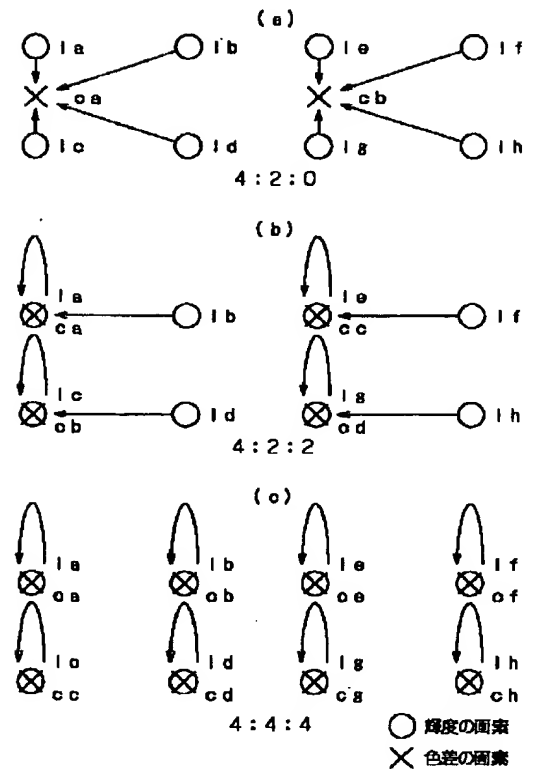 (a)
la lb le lf
ca cb
lc ld lg lh
4:2:0
(b)
la le
lb lf
ca cc
lc lg
ld lh
cb cd
4:2:2
(c)
la lb le lf
ca cb ce cf
lc ld lg lh
cc cd cg ch
4:4:4
輝度の画素
色差の画素